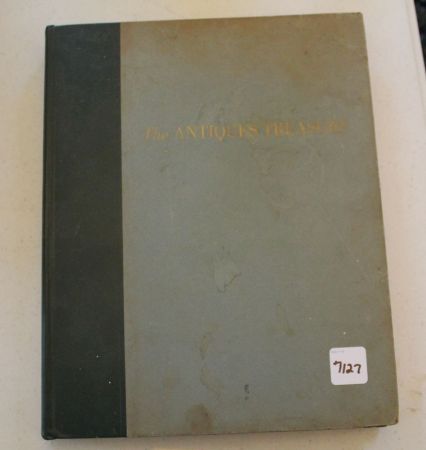 The ANTIQUES TREASURY
7127